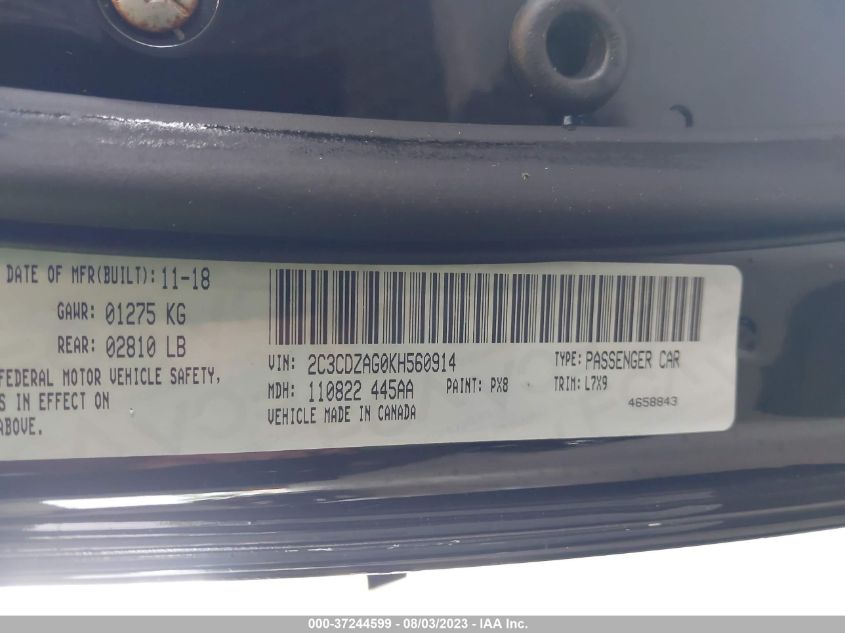 DATE OF MFR(BUILT): 11-18
GAWR: 01275 KG
REAR: 02810 LB
FEDERAL MOTOR VEHICLE SAFETY,
S IN EFFECT ON
ABOVE.
VIN: 2C3CDZAG0KH560914
TYPE: PASSENGER CAR
MDH: 110822 445AA
PAINT: PX8
TRIM: L7X9
VEHICLE MADE IN CANADA
4658843
000-37244599 - 08/03/2023 - IAA Inc.